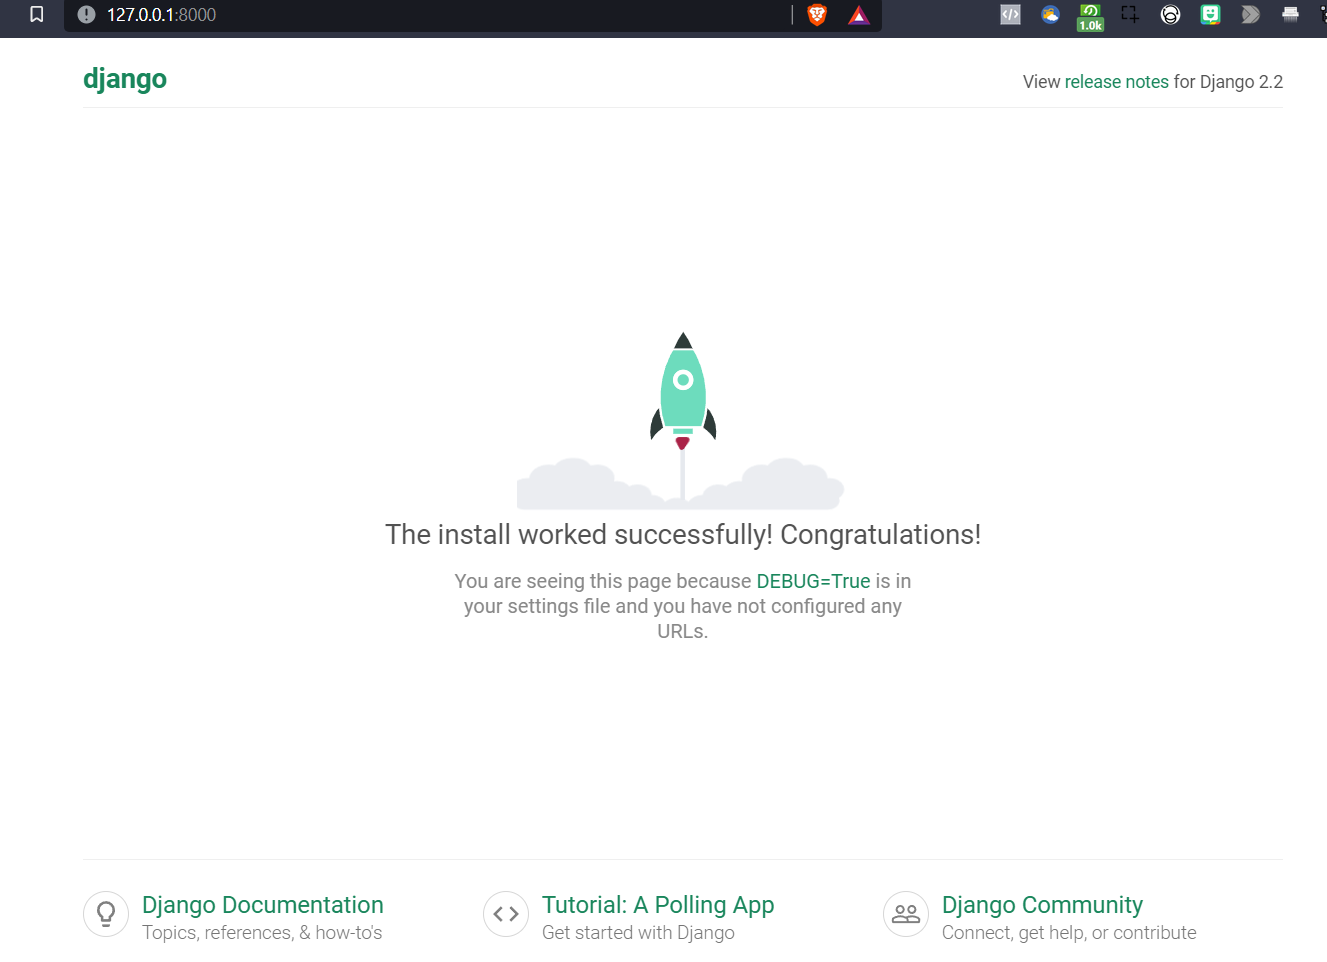 127.0.0.1:8000
1.0k
django
View release notes for Django 2.2
The install worked successfully! Congratulations!
You are seeing this page because DEBUG=True is in
your settings file and you have not configured any
URLs.
Django Documentation
Topics, references, & how-to's
Tutorial: A Polling App
Get started with Django
Django Community
Connect, get help, or contribute